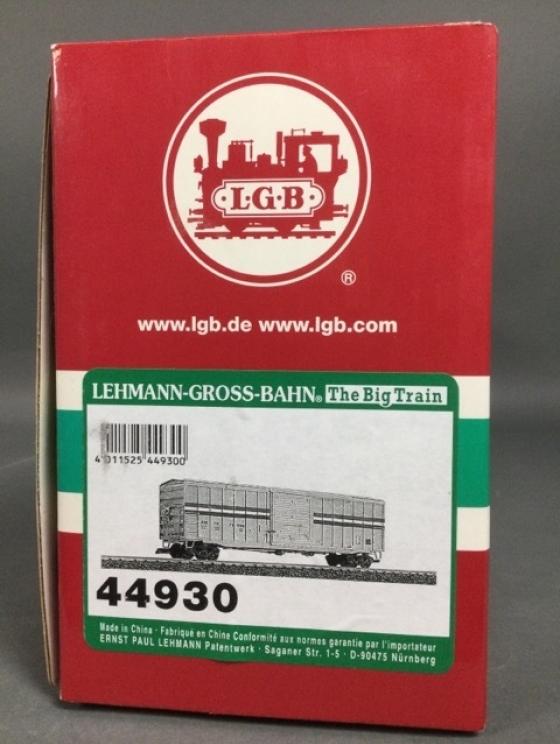 L·G·B
®
www.lgb.de www.lgb.com
LEHMANN-GROSS-BAHN® The Big Train
4 011525 449300
44930
Made in China · Fabriqué en Chine Conformité aux normes garantie par l'importateur
ERNST PAUL LEHMANN Patentwerk · Saganer Str. 1-5 · D-90475 Nürnberg